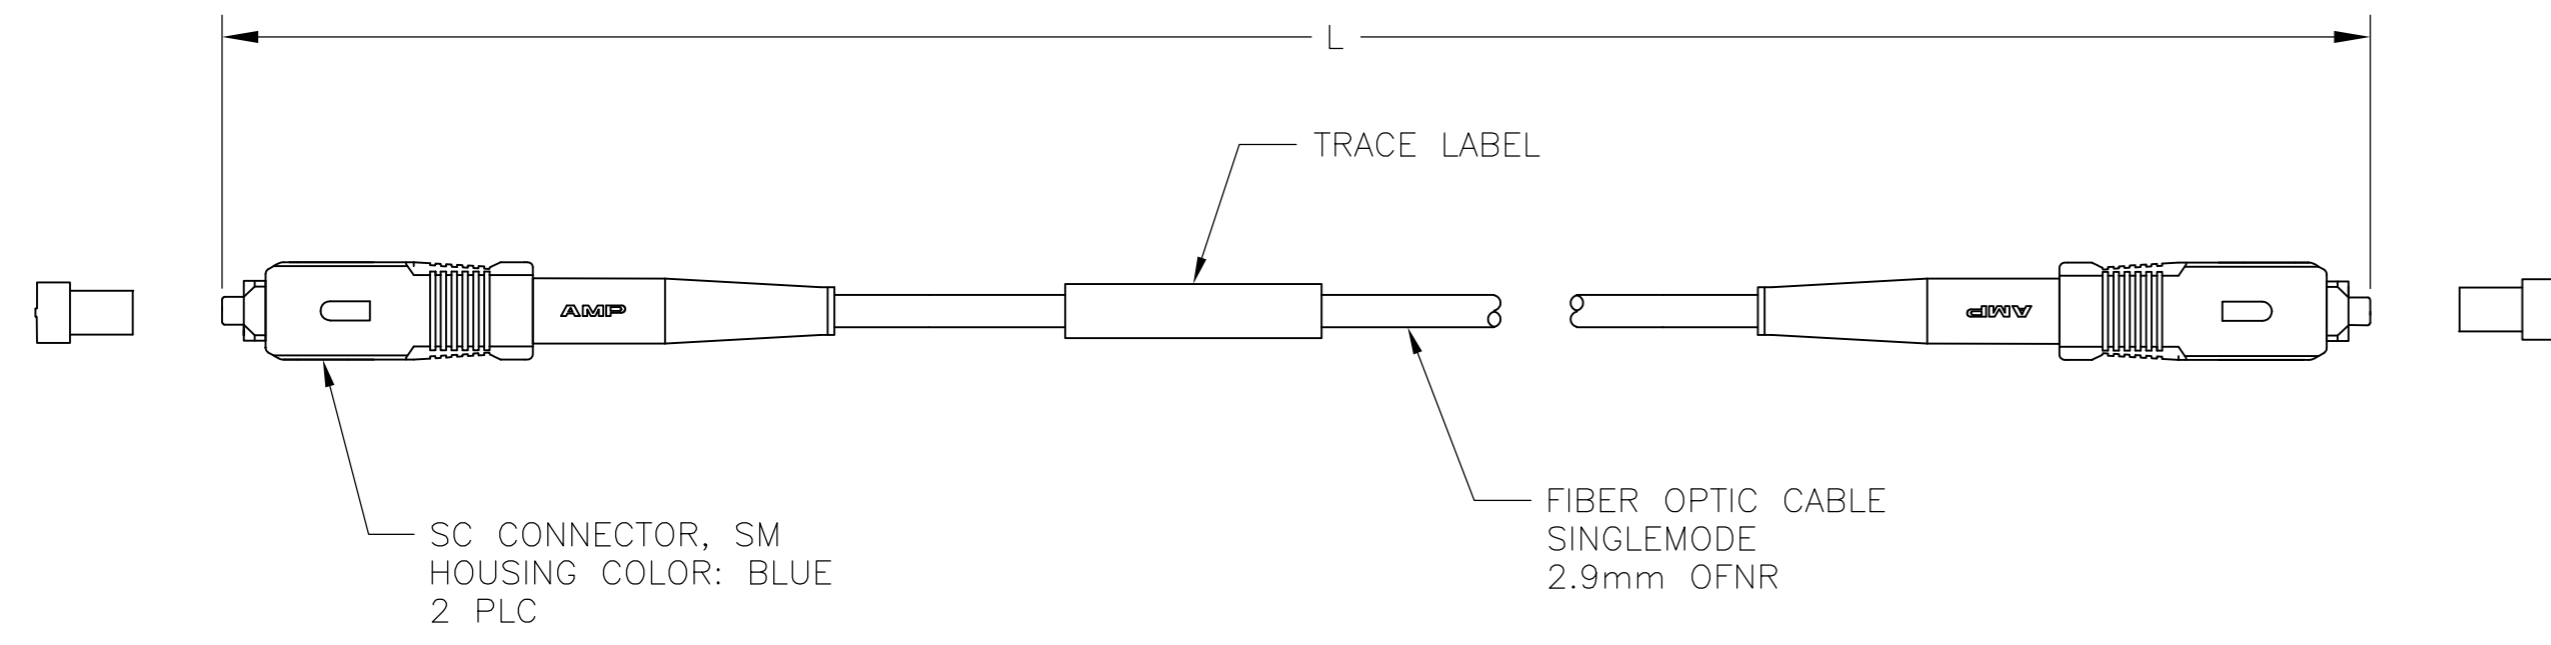 L
TRACE LABEL
AMP
AMP
FIBER OPTIC CABLE
SINGLEMODE
2.9mm OFNR
SC CONNECTOR, SM
HOUSING COLOR: BLUE
2 PLC